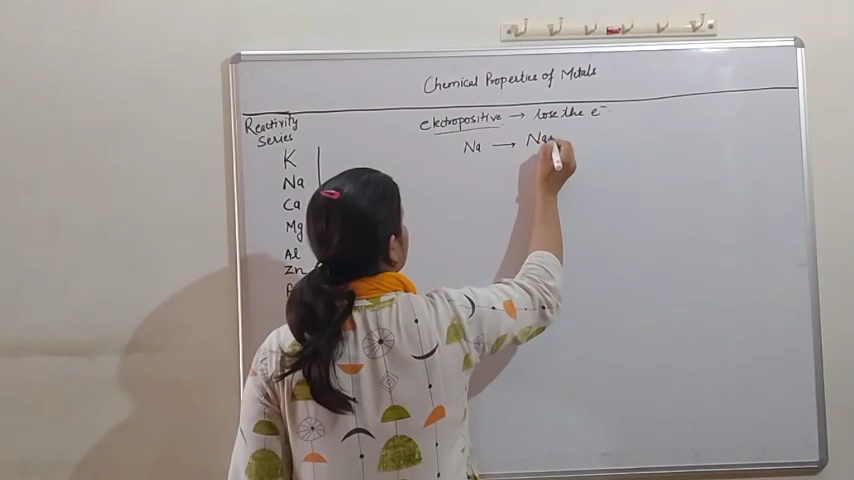 Chemical Properties of Metals
Reactivity
Series
electropositive → lose the e⁻
Na → Na
K
Na
Ca
Mg
Al
Zn